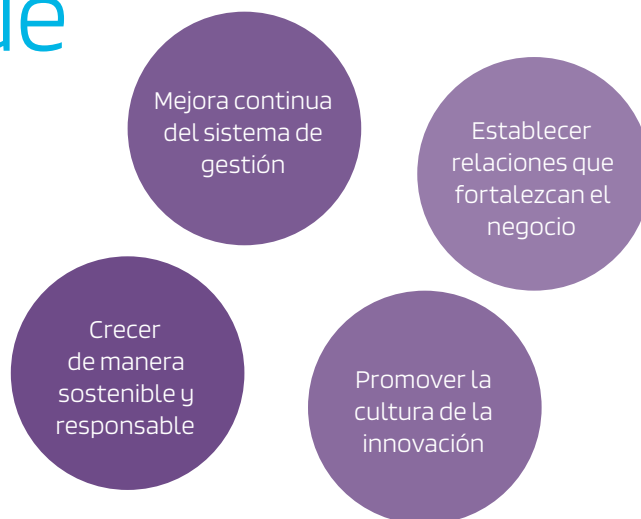 Mejora continua
del sistema de
gestión
Establecer
relaciones que
fortalezcan el
negocio
Crecer
de manera
sostenible y
responsable
Promover la
cultura de la
innovación